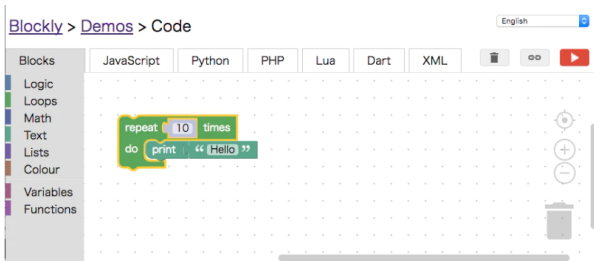 Blockly > Demos > Code
English
Blocks JavaScript Python PHP Lua Dart XML
Logic
Loops
Math
Text
Lists
Colour
Variables
Functions
repeat 10 times
do print “ Hello ”